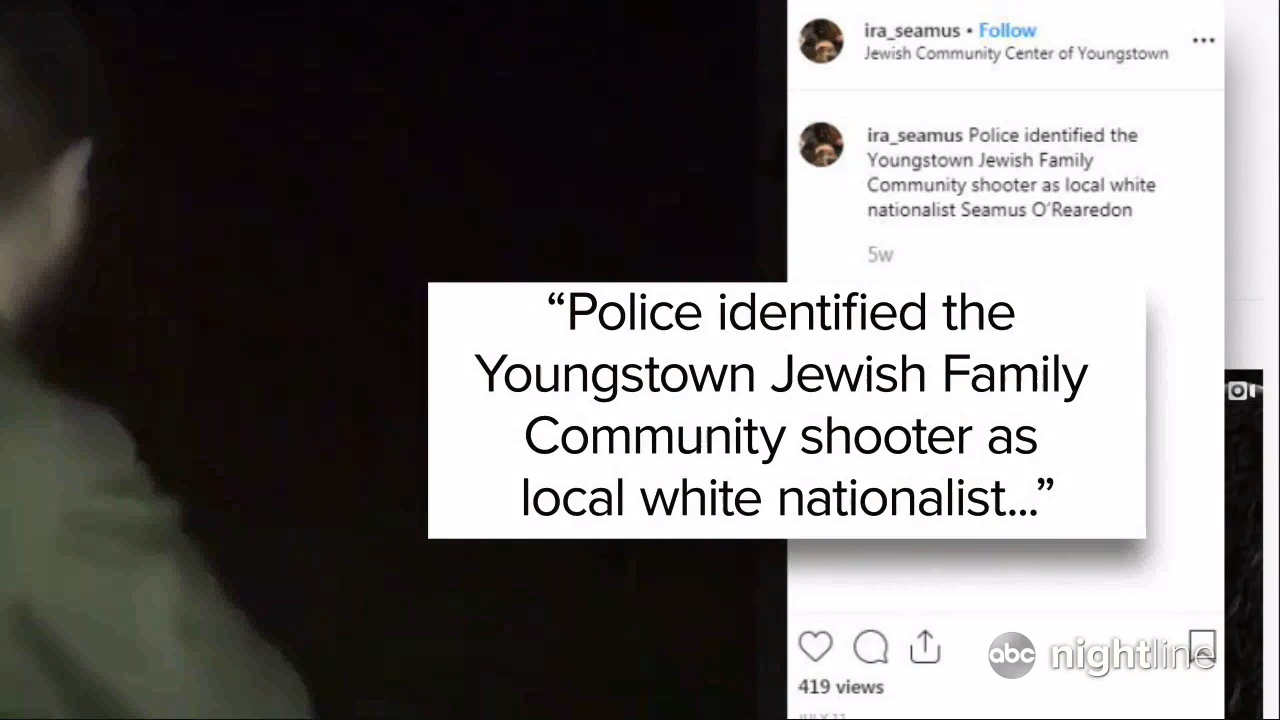 ira_seamus • Follow
Jewish Community Center of Youngstown
ira_seamus Police identified the
Youngstown Jewish Family
Community shooter as local white
nationalist Seamus O'Rearedon
5w
“Police identified the
Youngstown Jewish Family
Community shooter as
local white nationalist...”
419 views
JULY 11
abc nightline